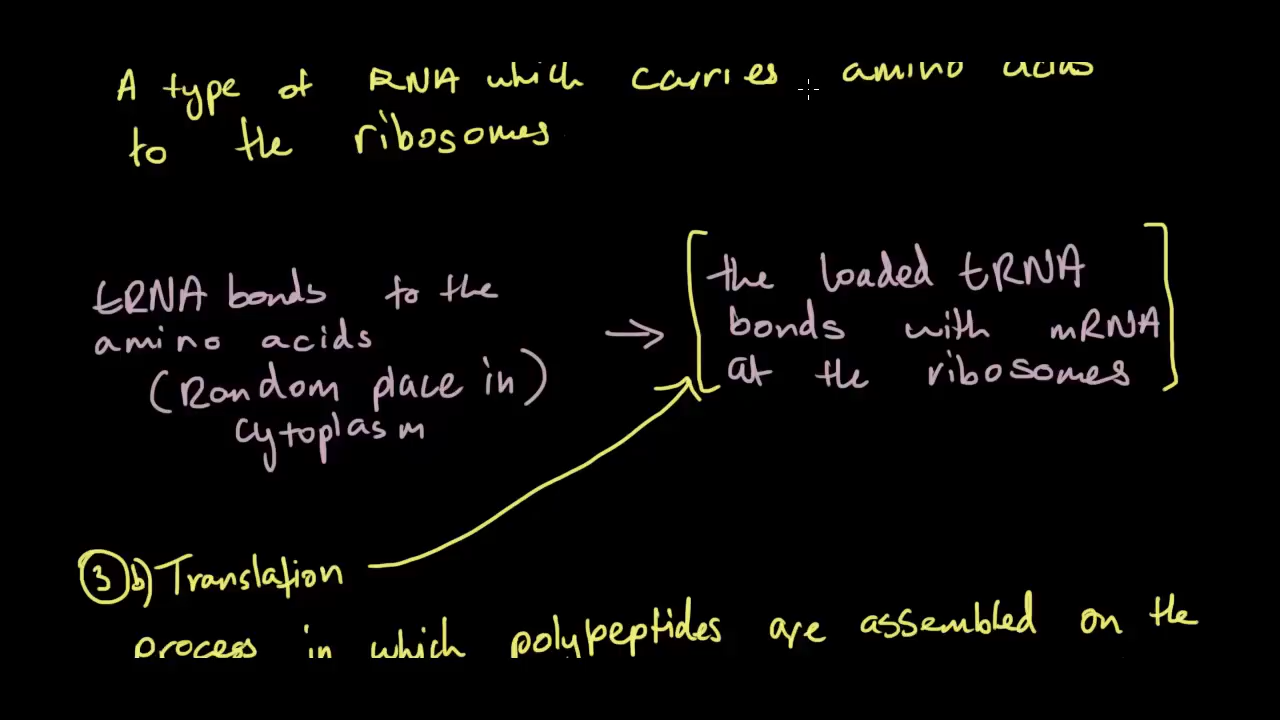 A type of RNA which carries amino acids
to the ribosomes
tRNA bonds to the
amino acids
(Random place in)
cytoplasm
→
[the loaded tRNA
bonds with mRNA
at the ribosomes]
3 b) Translation
process in which polypeptides are assembled on the